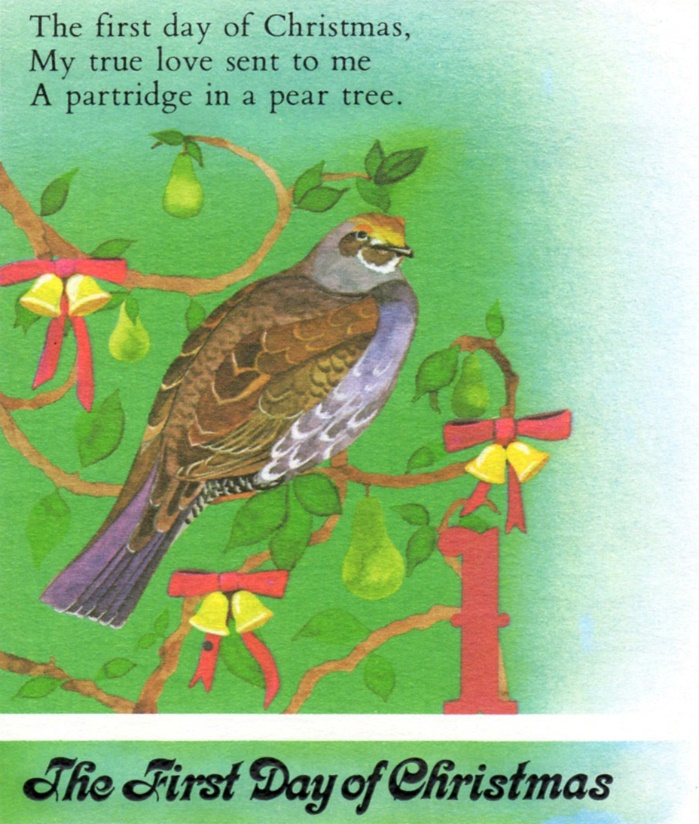 The first day of Christmas,
My true love sent to me
A partridge in a pear tree.
1
The First Day of Christmas